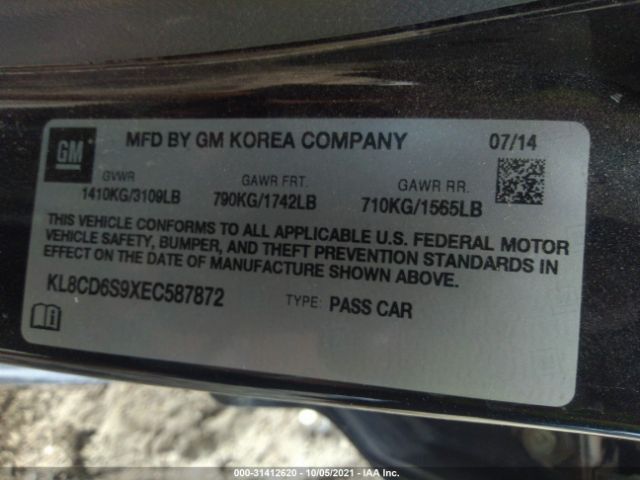 GM
MFD BY GM KOREA COMPANY 07/14
GVWR GAWR FRT. GAWR RR.
1410KG/3109LB 790KG/1742LB 710KG/1565LB
THIS VEHICLE CONFORMS TO ALL APPLICABLE U.S. FEDERAL MOTOR
VEHICLE SAFETY, BUMPER, AND THEFT PREVENTION STANDARDS IN
EFFECT ON THE DATE OF MANUFACTURE SHOWN ABOVE.
KL8CD6S9XEC587872 TYPE: PASS CAR
000-31412620 - 10/05/2021 - IAA Inc.